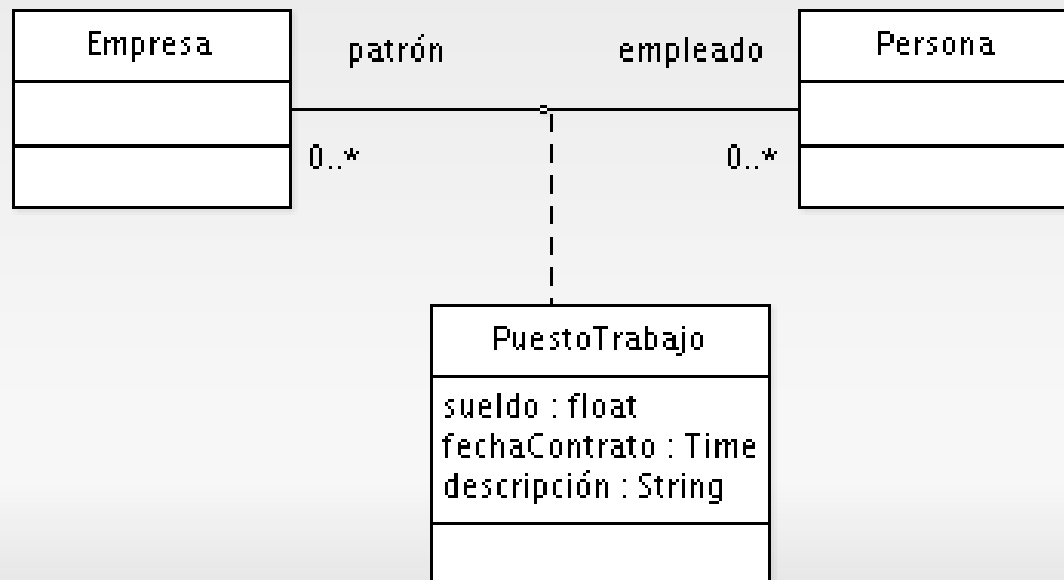 Empresa
patrón
empleado
Persona
0..*
0..*
PuestoTrabajo
sueldo : float
fechaContrato : Time
descripción : String